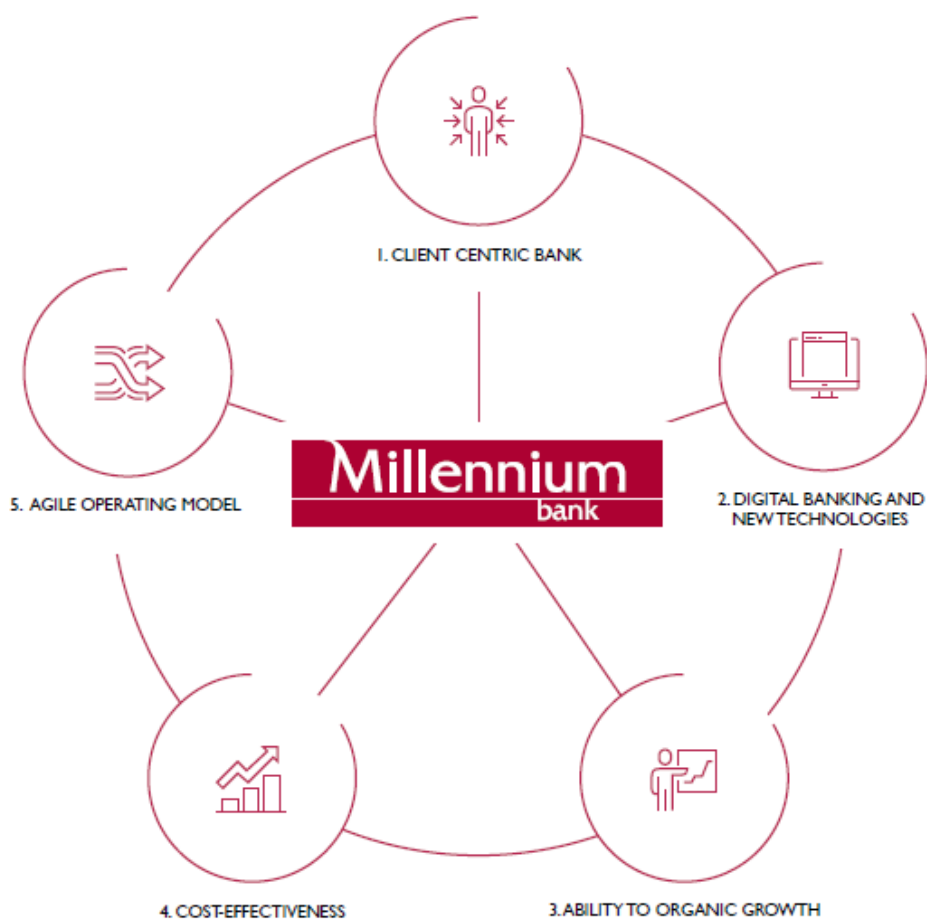 1. CLIENT CENTRIC BANK
Millennium
bank
5. AGILE OPERATING MODEL
2. DIGITAL BANKING AND
NEW TECHNOLOGIES
4. COST-EFFECTIVENESS
3. ABILITY TO ORGANIC GROWTH